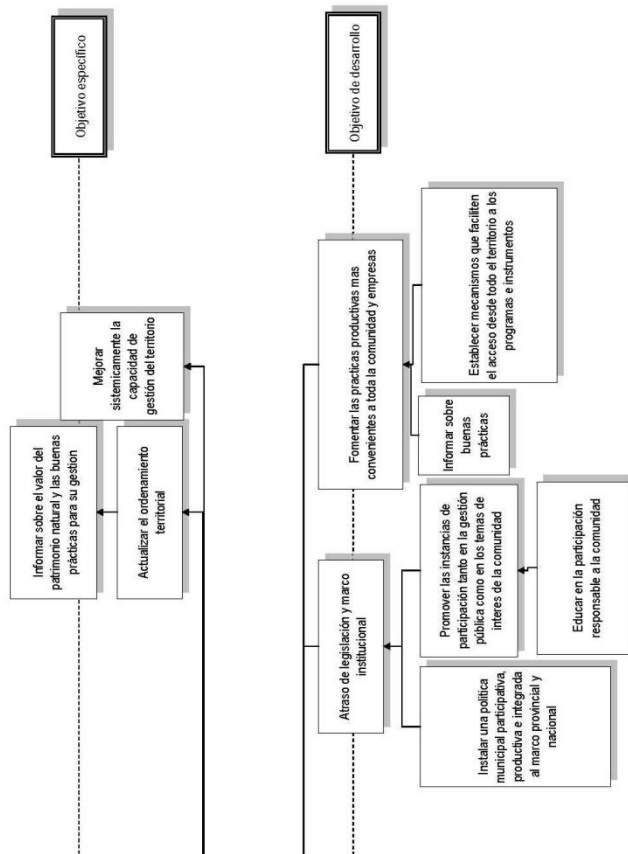 Objetivo específico
Mejorar
sistemicamente la
capacidad de
gestión del territorio
Informar sobre el valor del
patrimonio natural y las buenas
prácticas para su gestion
Actualizar el ordenamiento
territorial
Objetivo de desarrollo
Fomentar las practicas productivas mas
convenientes a toda la comunidad y empresas
Establecer mecanismos que faciliten
el acceso desde todo el territorio a los
programas e instrumentos
Informar sobre
buenas
prácticas
Atraso de legislación y marco
institucional
Promover las instancias de
participación tanto en la gestión
pública como en los temas de
interes de la comunidad
Educar en la participación
responsable a la comunidad
Instalar una política
municipal participativa,
productiva e integrada
al marco provincial y
nacional